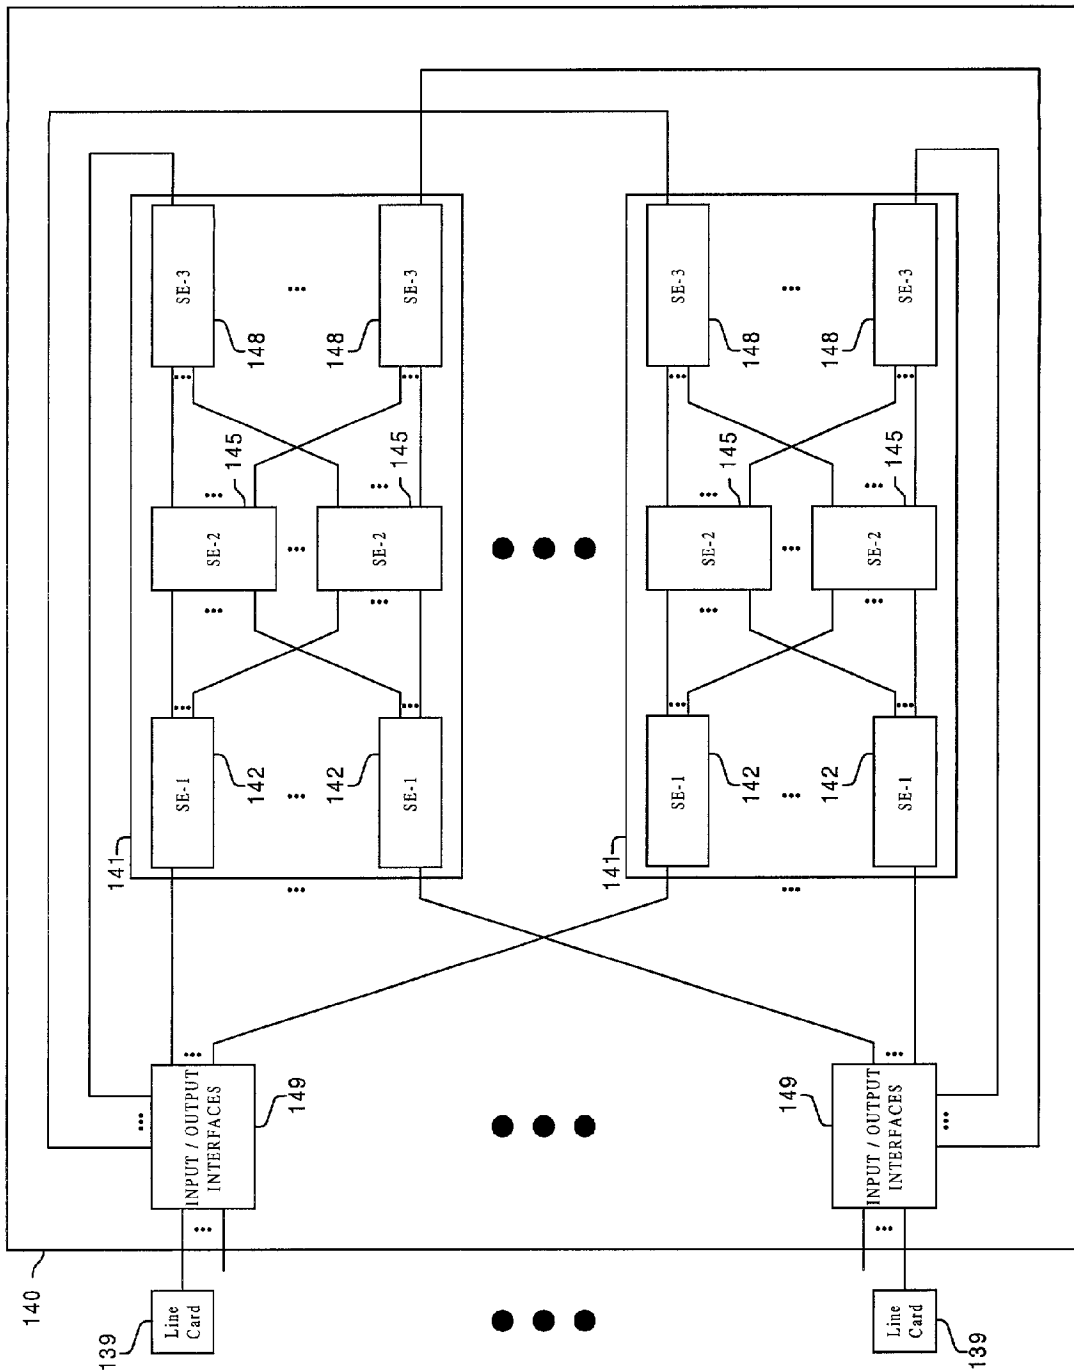 139
Line
Card
140
INPUT / OUTPUT
INTERFACES
149
141
SE-1
142
SE-1
142
SE-2
145
SE-2
145
SE-3
148
SE-3
148
141
SE-1
142
SE-1
142
SE-2
145
SE-2
145
SE-3
148
SE-3
148
INPUT / OUTPUT
INTERFACES
149
Line
Card
139